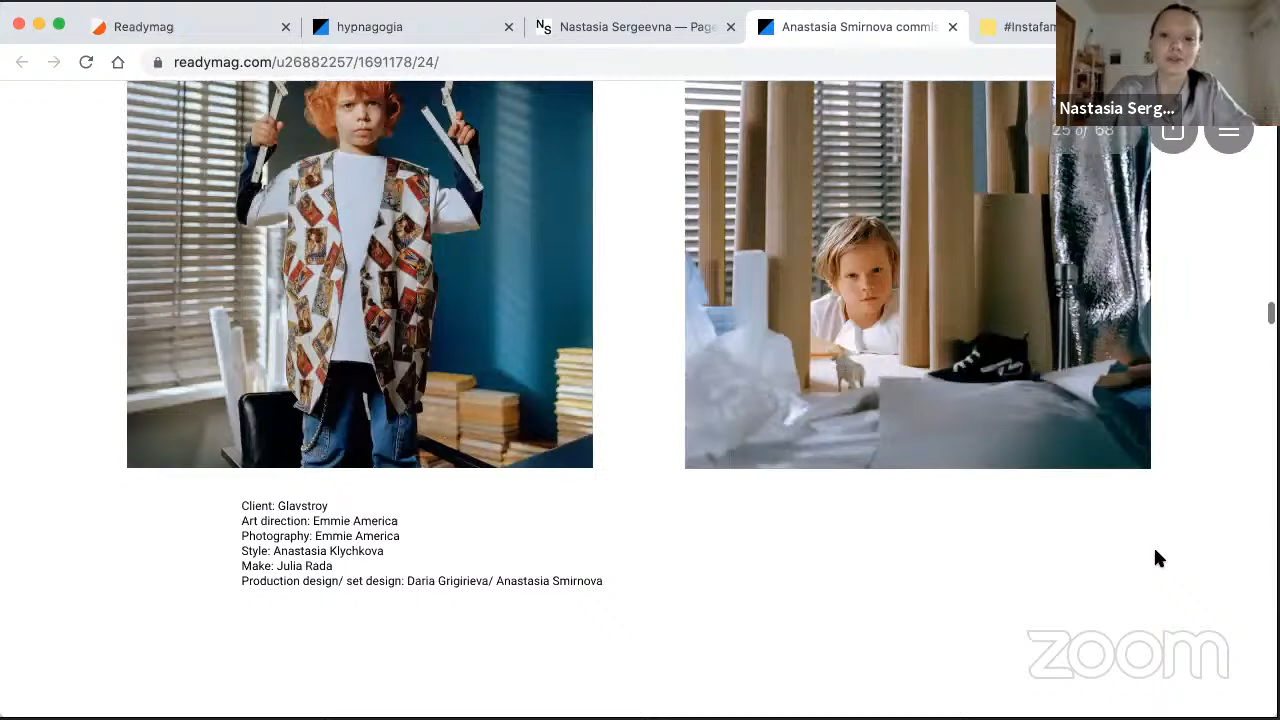 Readymag
hypnagogia
NS
Nastasia Sergeevna — Page
Anastasia Smirnova commis
#Instafam
readymag.com/u26882257/1691178/24/
Nastasia Serg...
25 of 68
Client: Glavstroy
Art direction: Emmie America
Photography: Emmie America
Style: Anastasia Klychkova
Make: Julia Rada
Production design/ set design: Daria Grigirieva/ Anastasia Smirnova
zoom